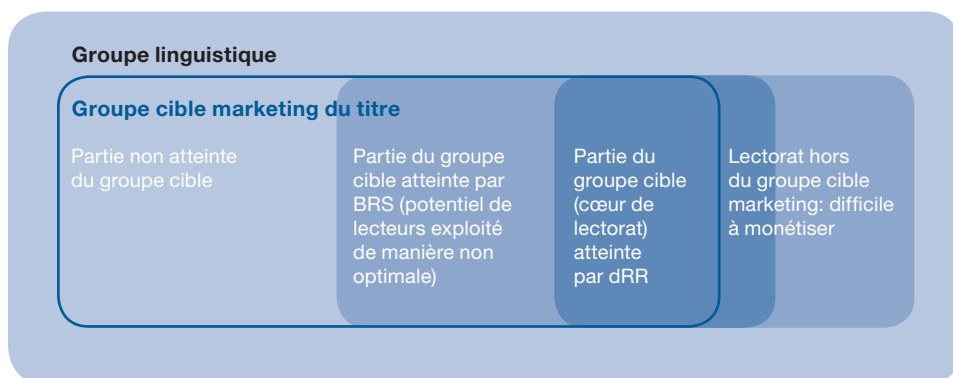 Groupe linguistique
Groupe cible marketing du titre
Partie non atteinte
du groupe cible
Partie du groupe
cible atteinte par
BRS (potentiel de
lecteurs exploité
de manière non
optimale)
Partie du
groupe cible
(cœur de
lectorat)
atteinte
par dRR
Lectorat hors
du groupe cible
marketing: difficile
à monétiser